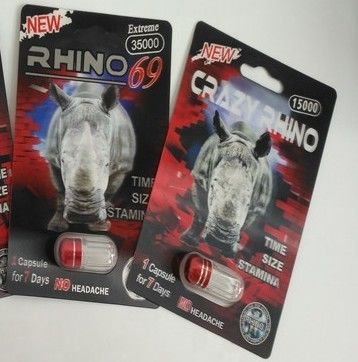 NEW
Extreme
35000
RHINO
69
TIME
SIZE
STAMINA
1 Capsule
for 7 Days
NO HEADACHE
NEW
15000
CRAZY RHINO
TIME
SIZE
STAMINA
1 Capsule
for 7 Days
NO HEADACHE